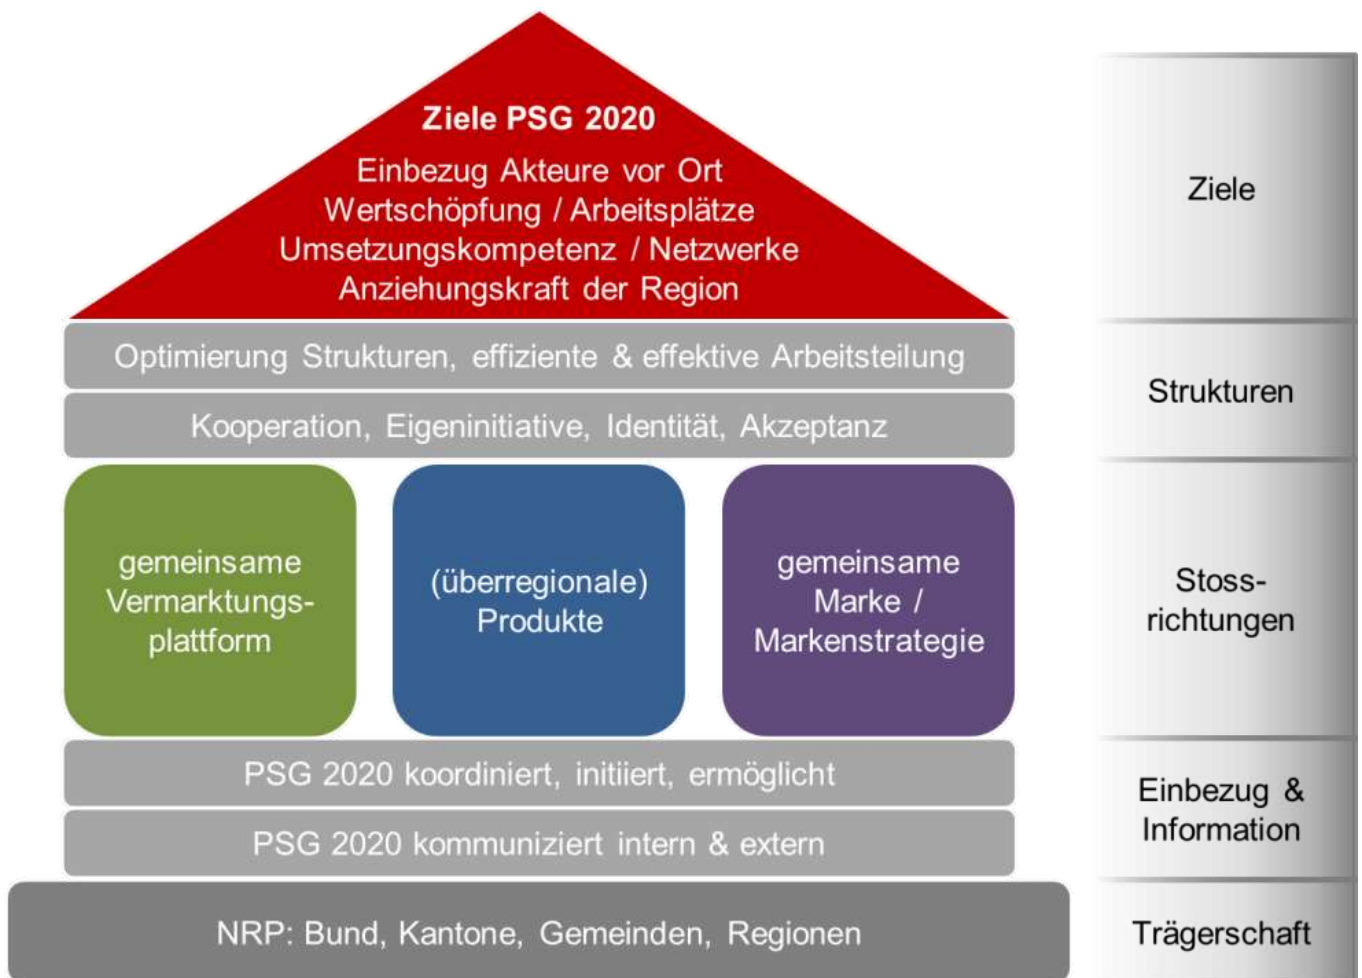 Ziele PSG 2020
Einbezug Akteure vor Ort
Wertschöpfung / Arbeitsplätze
Umsetzungskompetenz / Netzwerke
Anziehungskraft der Region
Ziele
Optimierung Strukturen, effiziente & effektive Arbeitsteilung
Kooperation, Eigeninitiative, Identität, Akzeptanz
Strukturen
gemeinsame
Vermarktungs-
plattform
(überregionale)
Produkte
gemeinsame
Marke /
Markenstrategie
Stoss-
richtungen
PSG 2020 koordiniert, initiiert, ermöglicht
PSG 2020 kommuniziert intern & extern
Einbezug &
Information
NRP: Bund, Kantone, Gemeinden, Regionen
Trägerschaft